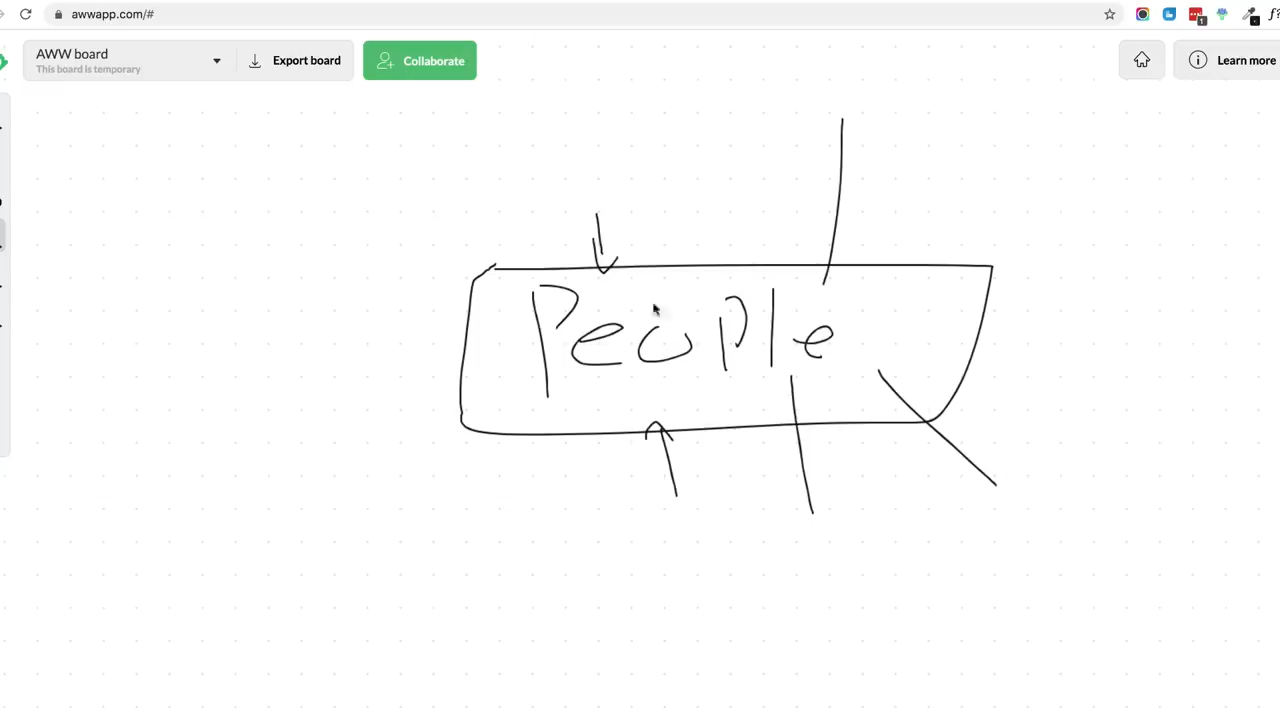 awwapp.com/#
AWW board
This board is temporary
Export board
Collaborate
Learn more
People